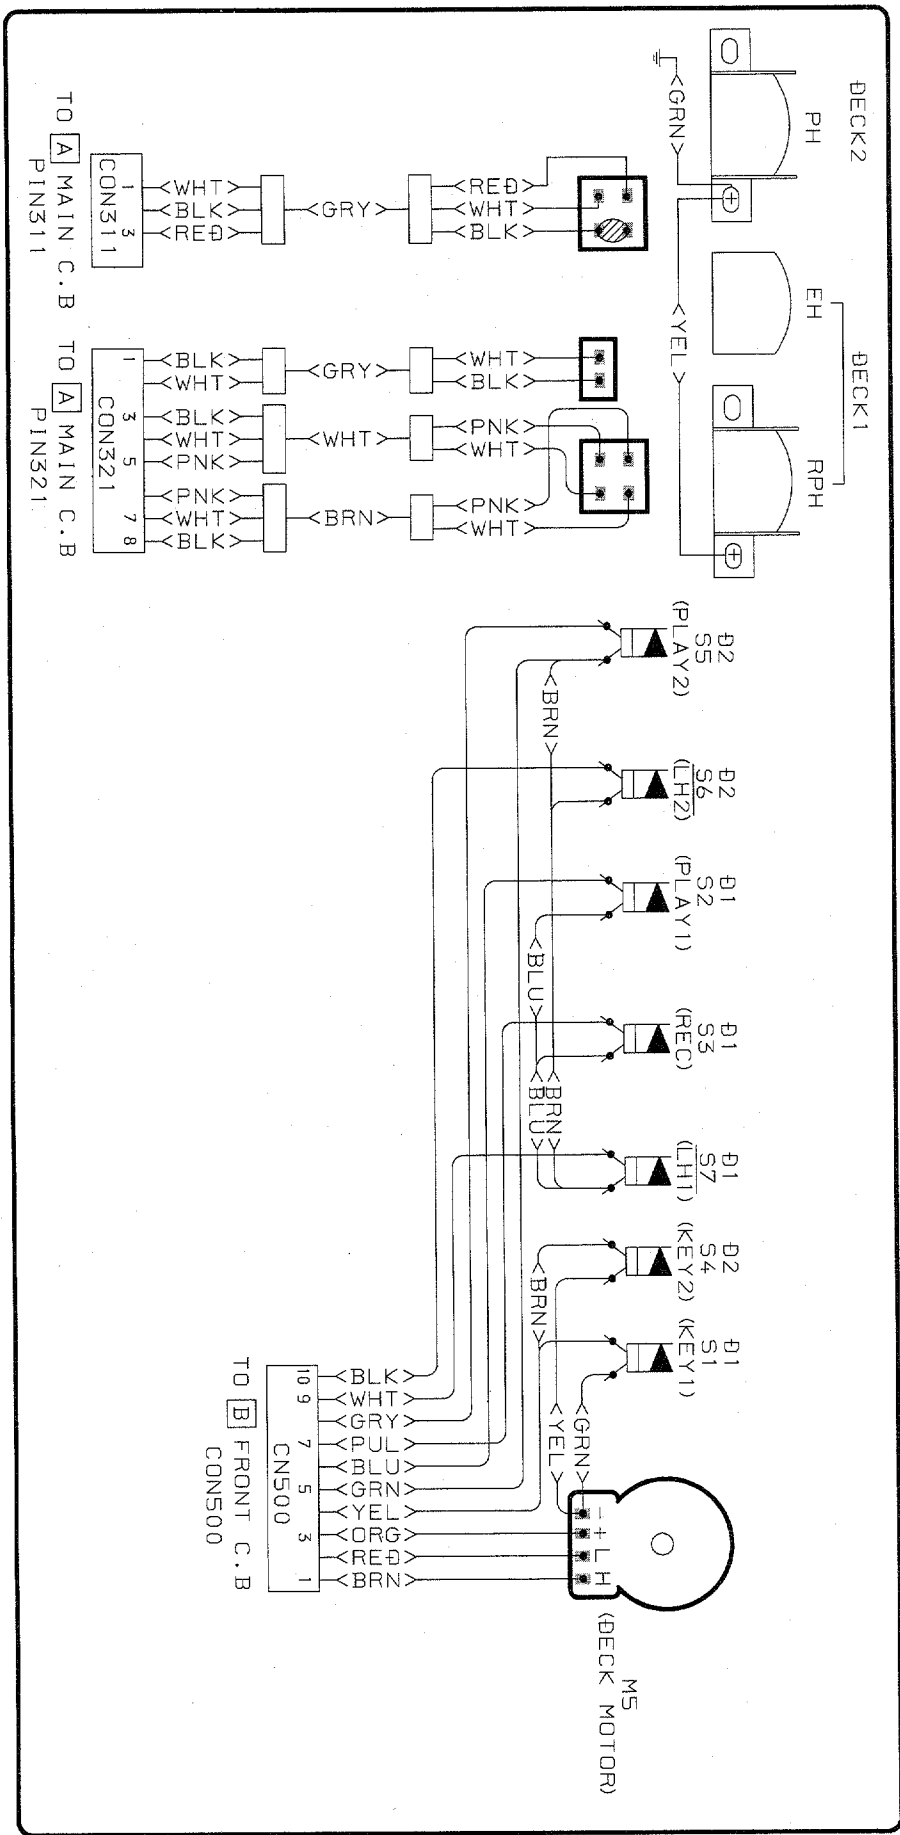 DECK2
PH
EH
DECK1
RPH
<GRN>
<YEL>
<RED>
<WHT>
<BLK>
<GRY>
<WHT>
<BLK>
<RED>
1
3
CON311
TO A MAIN C.B
PIN311
<WHT>
<BLK>
<GRY>
<BLK>
<WHT>
<PNK>
<WHT>
<WHT>
<BLK>
<WHT>
<PNK>
<PNK>
<WHT>
<BRN>
<PNK>
<WHT>
<BLK>
1
3
5
7
8
CON321
TO A MAIN C.B
PIN321
D2
S5
(PLAY2)
D2
S6
(LH2)
D1
S2
(PLAY1)
D1
S3
(REC)
D1
S7
(LH1)
D2
S4
(KEY2)
D1
S1
(KEY1)
<BRN>
<BLU>
<BRN>
<BLU>
<BRN>
<GRN>
<YEL>
-
+
L
H
M5
(DECK MOTOR)
<BLK>
<WHT>
<GRY>
<PUL>
<BLU>
<GRN>
<YEL>
<ORG>
<RED>
<BRN>
10
9
7
5
3
1
CN500
TO B FRONT C.B
CON500